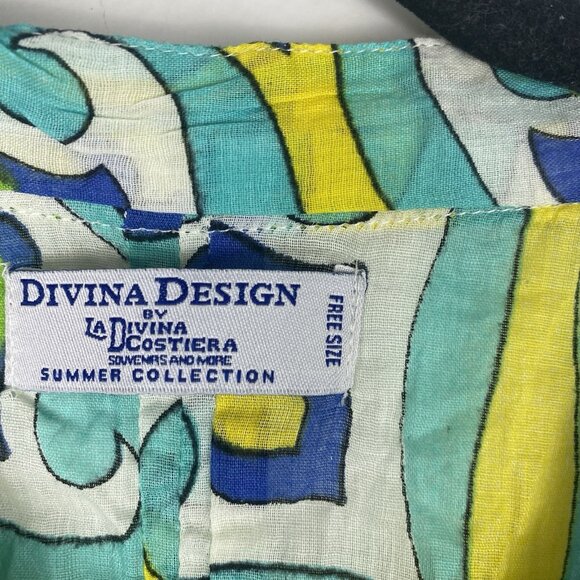 DIVINA DESIGN
BY
LA DIVINA
COSTIERA
SOUVENIRS AND MORE
SUMMER COLLECTION
FREE SIZE